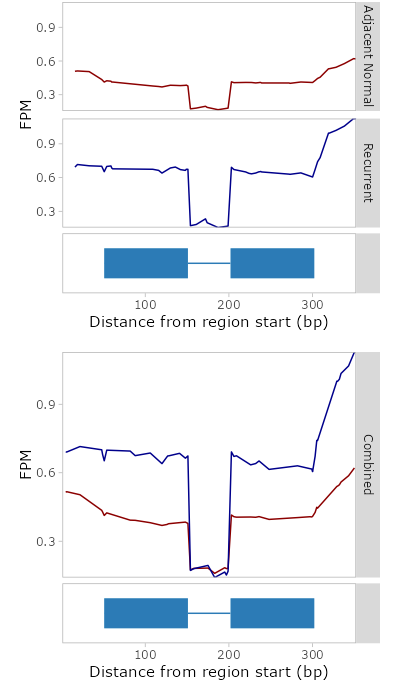 0.9
0.6
0.3
Adjacent Normal
FPM
0.9
0.6
0.3
Recurrent
100 200 300
Distance from region start (bp)
0.9
0.6
0.3
FPM
Combined
100 200 300
Distance from region start (bp)